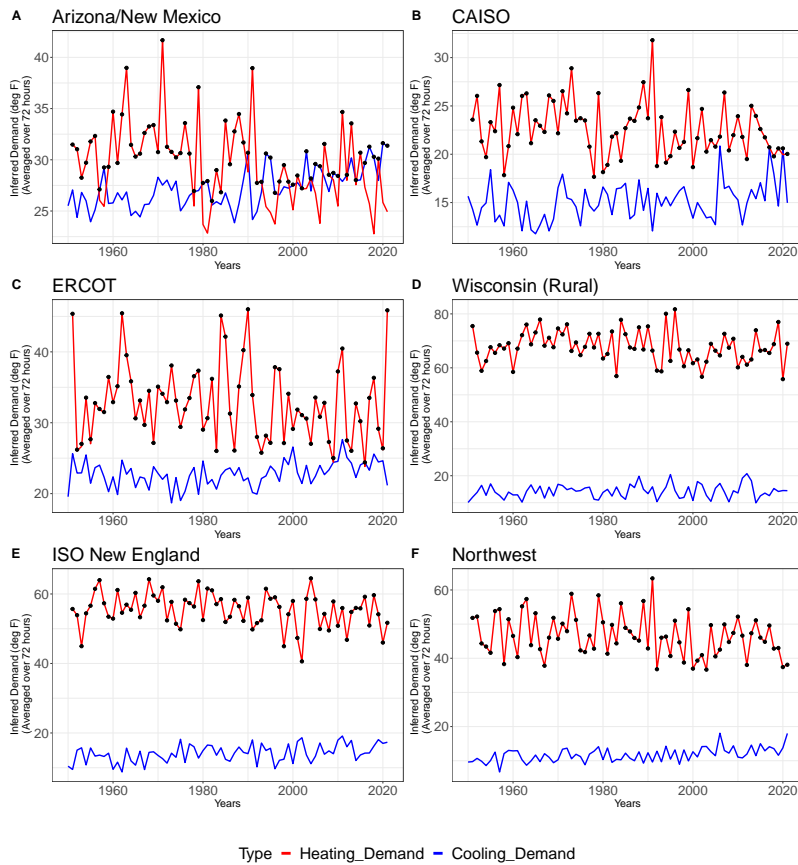 A Arizona/New Mexico
Inferred Demand (deg F)
(Averaged over 72 hours)
40
35
30
25
1960 1980 2000 2020
Years
B CAISO
Inferred Demand (deg F)
(Averaged over 72 hours)
30
25
20
15
1960 1980 2000 2020
Years
C ERCOT
Inferred Demand (deg F)
(Averaged over 72 hours)
40
30
20
1960 1980 2000 2020
Years
D Wisconsin (Rural)
Inferred Demand (deg F)
(Averaged over 72 hours)
80
60
40
20
1960 1980 2000 2020
Years
E ISO New England
Inferred Demand (deg F)
(Averaged over 72 hours)
60
40
20
1960 1980 2000 2020
Years
F Northwest
Inferred Demand (deg F)
(Averaged over 72 hours)
60
40
20
1960 1980 2000 2020
Years
Type Heating_Demand Cooling_Demand